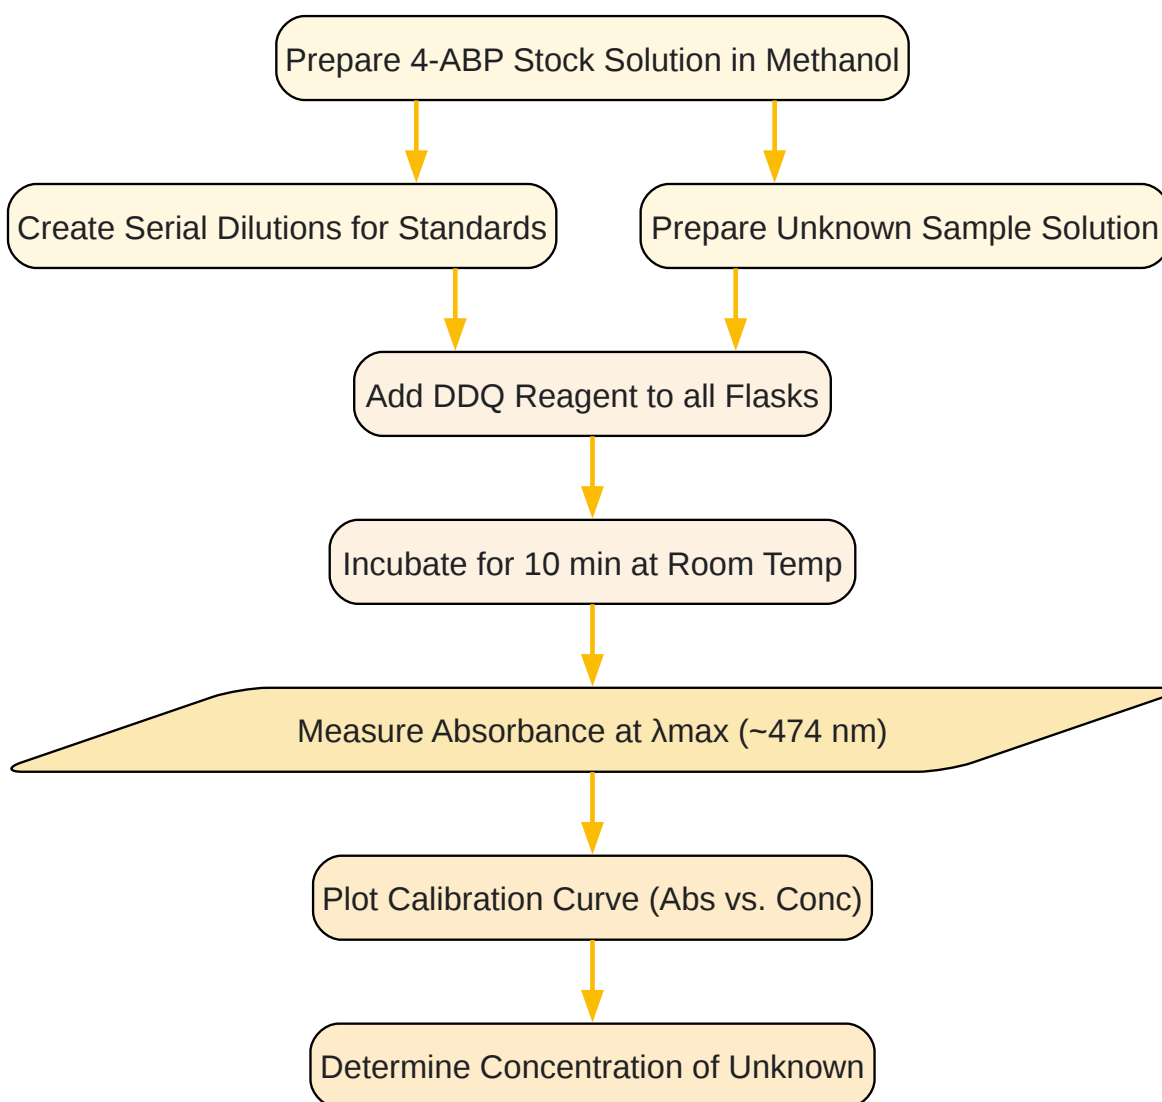 Prepare 4-ABP Stock Solution in Methanol
Create Serial Dilutions for Standards
Prepare Unknown Sample Solution
Add DDQ Reagent to all Flasks
Incubate for 10 min at Room Temp
Measure Absorbance at λmax (~474 nm)
Plot Calibration Curve (Abs vs. Conc)
Determine Concentration of Unknown